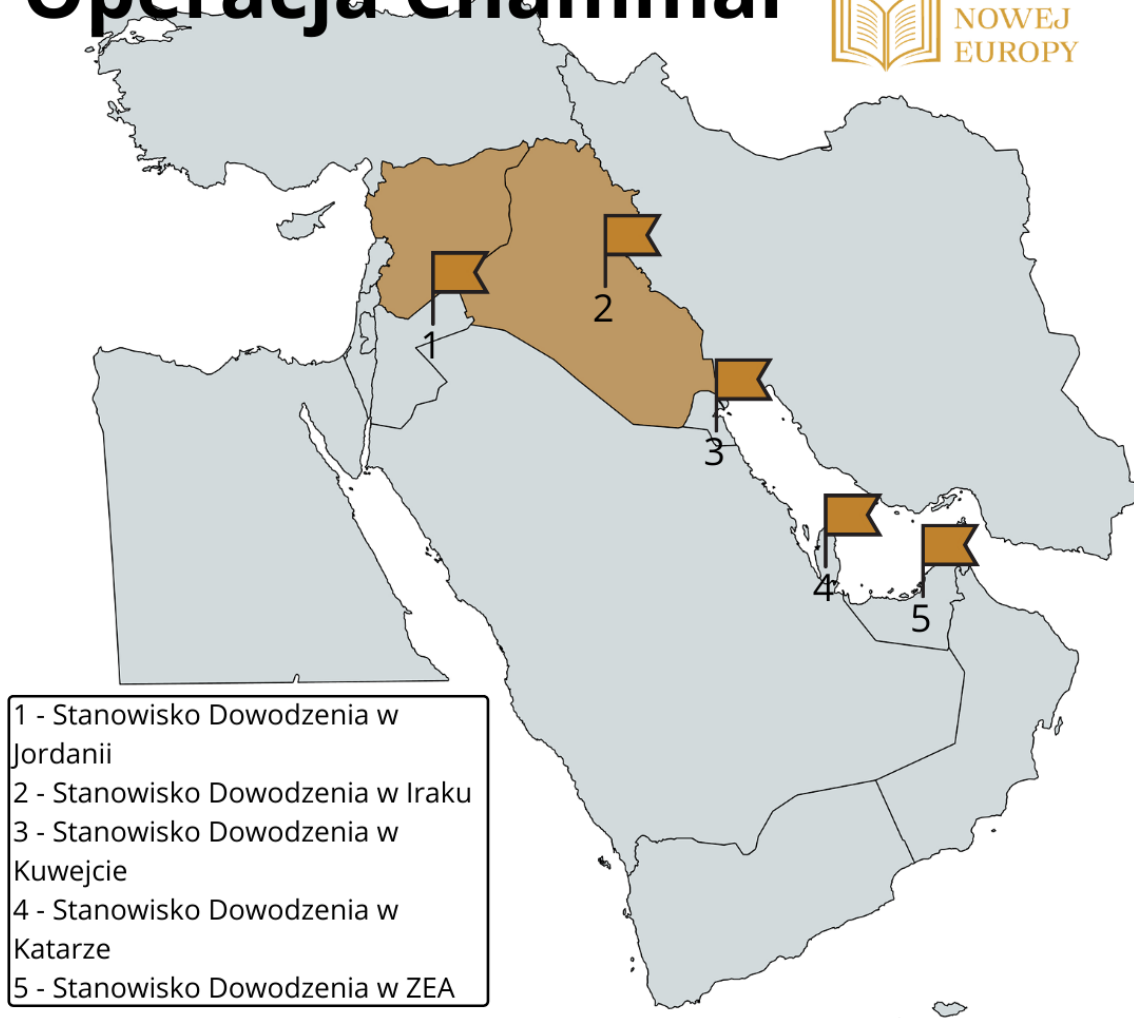 Operacja Chammal
NOWEJ
EUROPY
1
2
3
4
5
1 - Stanowisko Dowodzenia w
Jordanii
2 - Stanowisko Dowodzenia w Iraku
3 - Stanowisko Dowodzenia w
Kuwejcie
4 - Stanowisko Dowodzenia w
Katarze
5 - Stanowisko Dowodzenia w ZEA